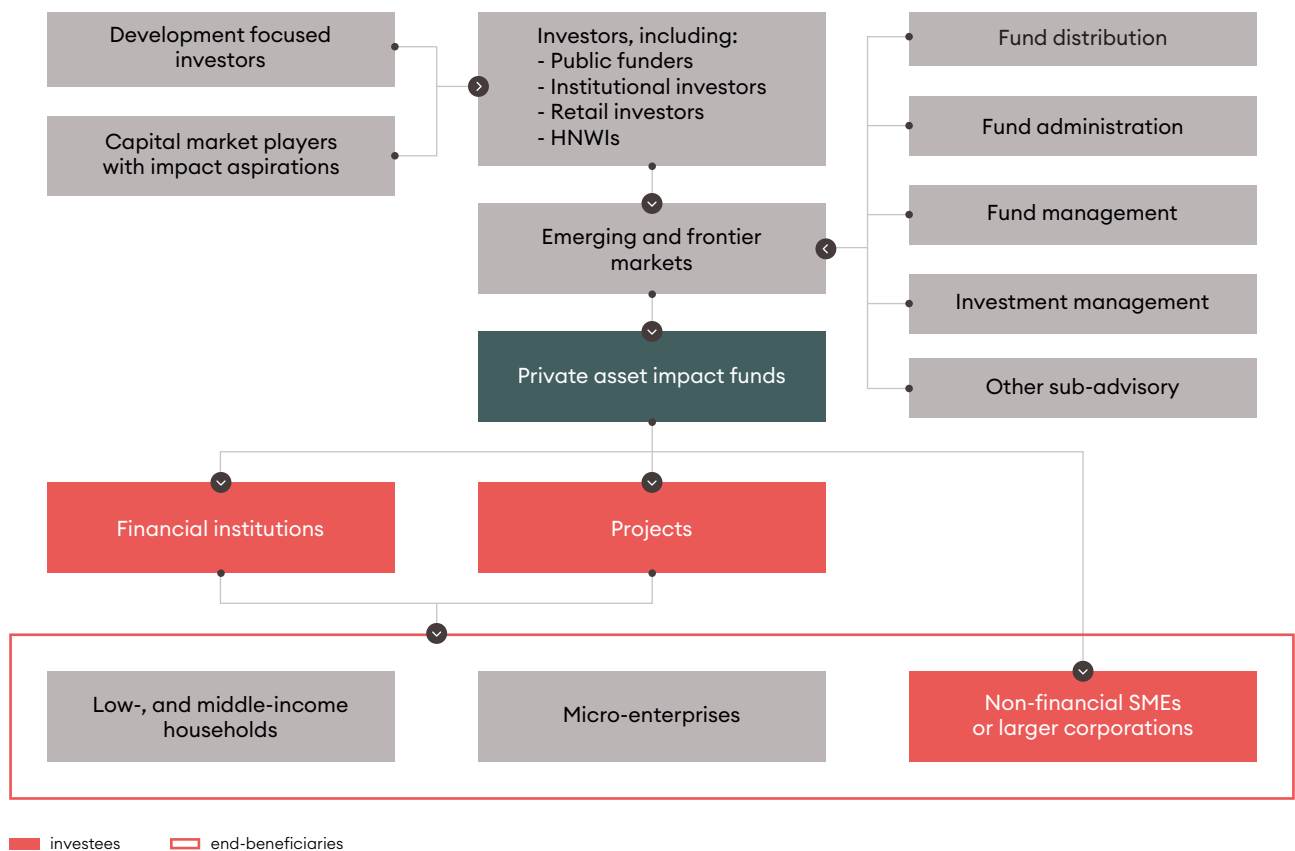 Development focused
investors
Capital market players
with impact aspirations
Investors, including:
- Public funders
- Institutional investors
- Retail investors
- HNWIs
Emerging and frontier
markets
Private asset impact funds
Fund distribution
Fund administration
Fund management
Investment management
Other sub-advisory
Financial institutions
Projects
Low-, and middle-income
households
Micro-enterprises
Non-financial SMEs
or larger corporations
investees
end-beneficiaries